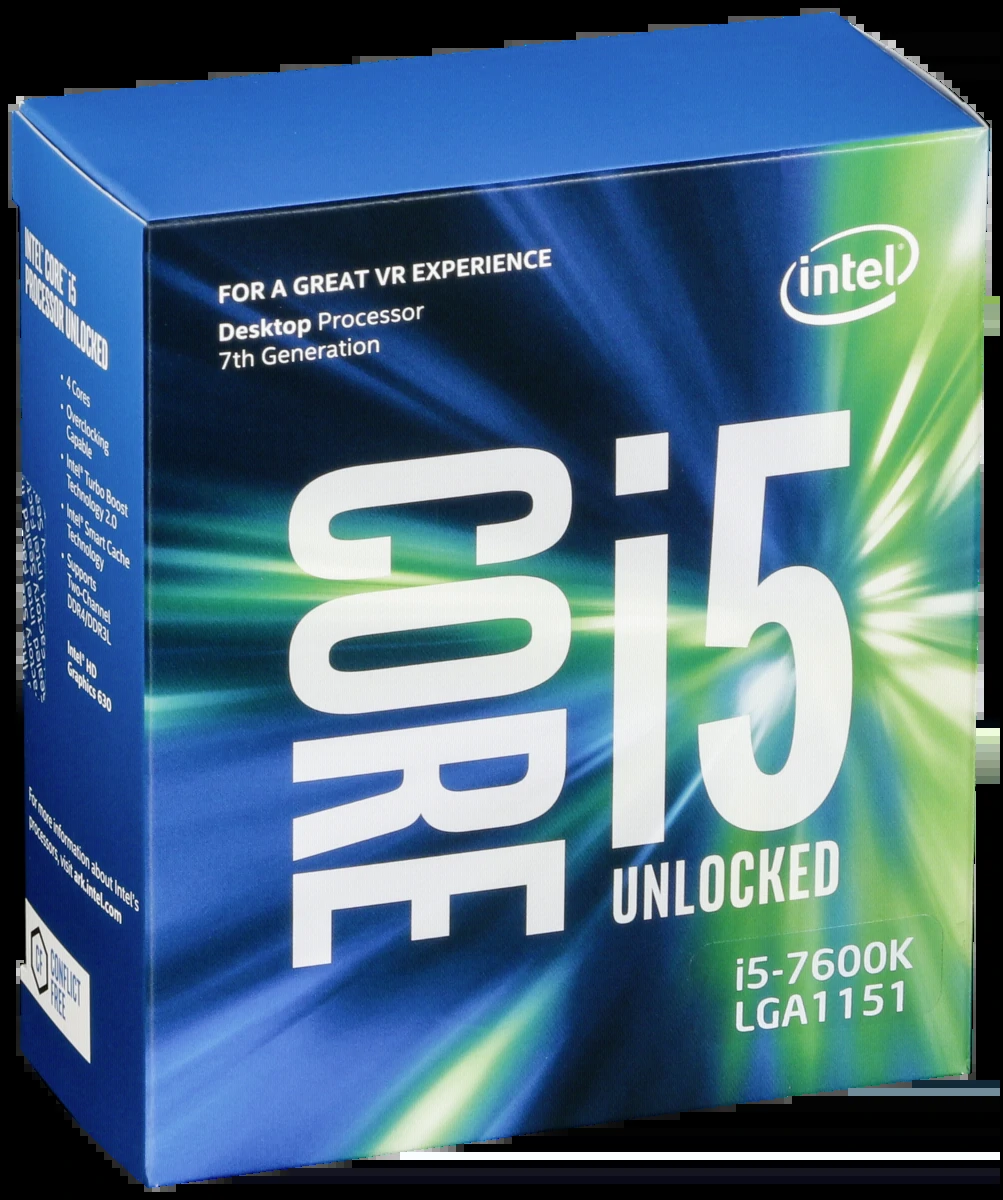 FOR A GREAT VR EXPERIENCE
Desktop Processor
7th Generation
intel®
CORE i5
UNLOCKED
i5-7600K
LGA1151
INTEL® CORE™ i5
PROCESSOR UNLOCKED
• 4 Cores
• Overclocking
Capable
• Intel® Turbo Boost
Technology 2.0
• Intel® Smart Cache
Technology
• Supports
Two-Channel
DDR4/DDR3L
Intel® HD
Graphics 630
For more information about Intel's
processors, visit ark.intel.com
CF
CONFLICT
FREE